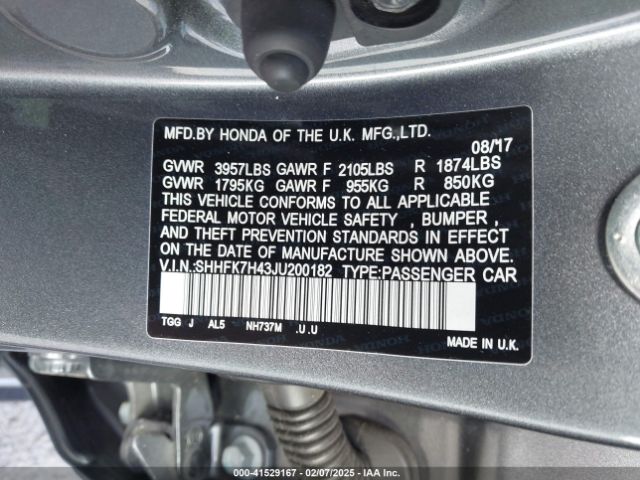 MFD.BY HONDA OF THE U.K. MFG.,LTD.
08/17
GVWR 3957LBS GAWR F 2105LBS R 1874LBS
GVWR 1795KG GAWR F 955KG R 850KG
THIS VEHICLE CONFORMS TO ALL APPLICABLE
FEDERAL MOTOR VEHICLE SAFETY , BUMPER ,
AND THEFT PREVENTION STANDARDS IN EFFECT
ON THE DATE OF MANUFACTURE SHOWN ABOVE.
V.I.N.:SHHFK7H43JU200182 TYPE:PASSENGER CAR
TGG J AL5 NH737M .U.U
MADE IN U.K.
000-41529167 - 02/07/2025 - IAA Inc.